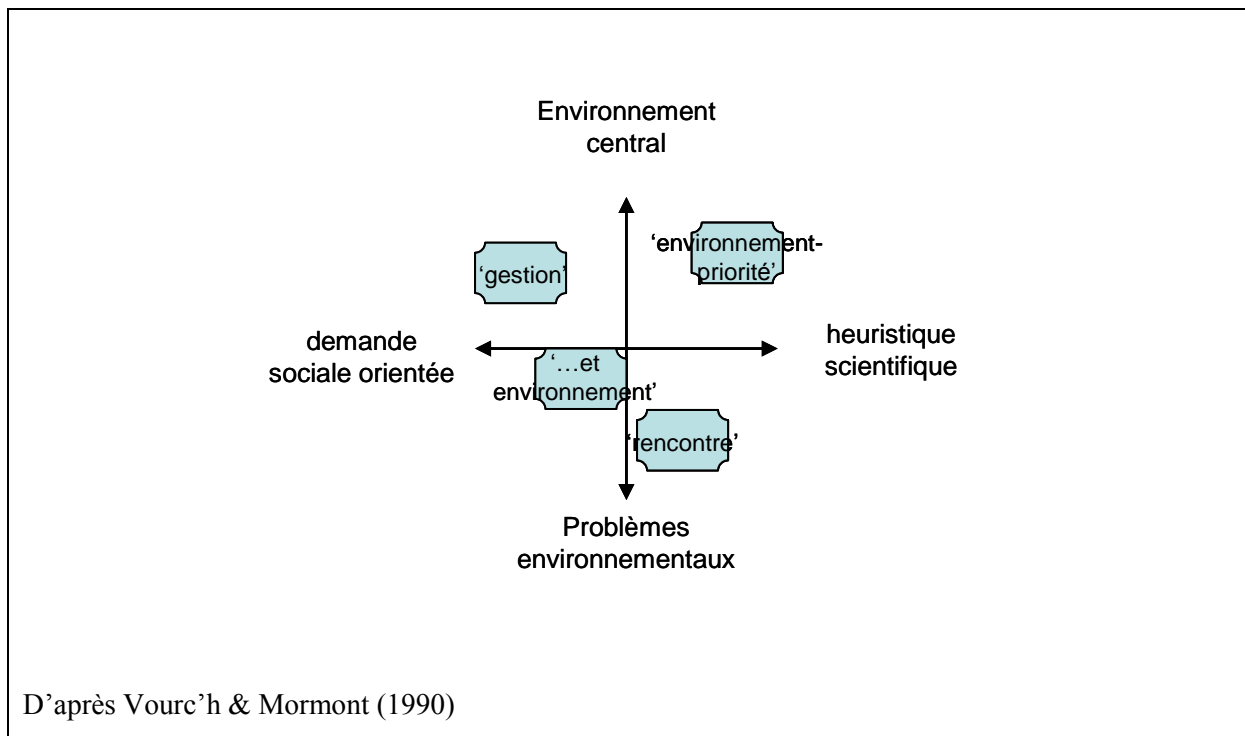 Environnement
central
‘environnement-
priorité’
‘gestion’
demande
sociale orientée
heuristique
scientifique
‘…et
environnement’
‘rencontre’
Problèmes
environnementaux
D’après Vourc’h & Mormont (1990)